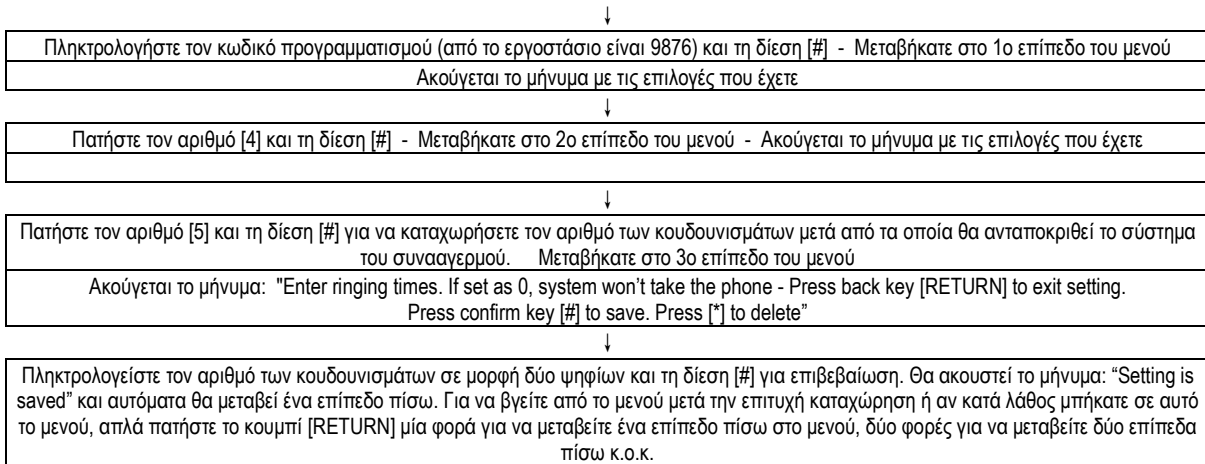 ↓
Πληκτρολογήστε τον κωδικό προγραμματισμού (από το εργοστάσιο είναι 9876) και τη δίεση [#] - Μεταβήκατε στο 1ο επίπεδο του μενού
Ακούγεται το μήνυμα με τις επιλογές που έχετε
↓
Πατήστε τον αριθμό [4] και τη δίεση [#] - Μεταβήκατε στο 2ο επίπεδο του μενού - Ακούγεται το μήνυμα με τις επιλογές που έχετε
↓
Πατήστε τον αριθμό [5] και τη δίεση [#] για να καταχωρήσετε τον αριθμό των κουδουνισμάτων μετά από τα οποία θα ανταποκριθεί το σύστημα
του συνααγερμού. Μεταβήκατε στο 3ο επίπεδο του μενού
Ακούγεται το μήνυμα: "Enter ringing times. If set as 0, system won’t take the phone - Press back key [RETURN] to exit setting.
Press confirm key [#] to save. Press [*] to delete”
↓
Πληκτρολογείστε τον αριθμό των κουδουνισμάτων σε μορφή δύο ψηφίων και τη δίεση [#] για επιβεβαίωση. Θα ακουστεί το μήνυμα: “Setting is
saved” και αυτόματα θα μεταβεί ένα επίπεδο πίσω. Για να βγείτε από το μενού μετά την επιτυχή καταχώρηση ή αν κατά λάθος μπήκατε σε αυτό
το μενού, απλά πατήστε το κουμπί [RETURN] μία φορά για να μεταβείτε ένα επίπεδο πίσω στο μενού, δύο φορές για να μεταβείτε δύο επίπεδα
πίσω κ.ο.κ.